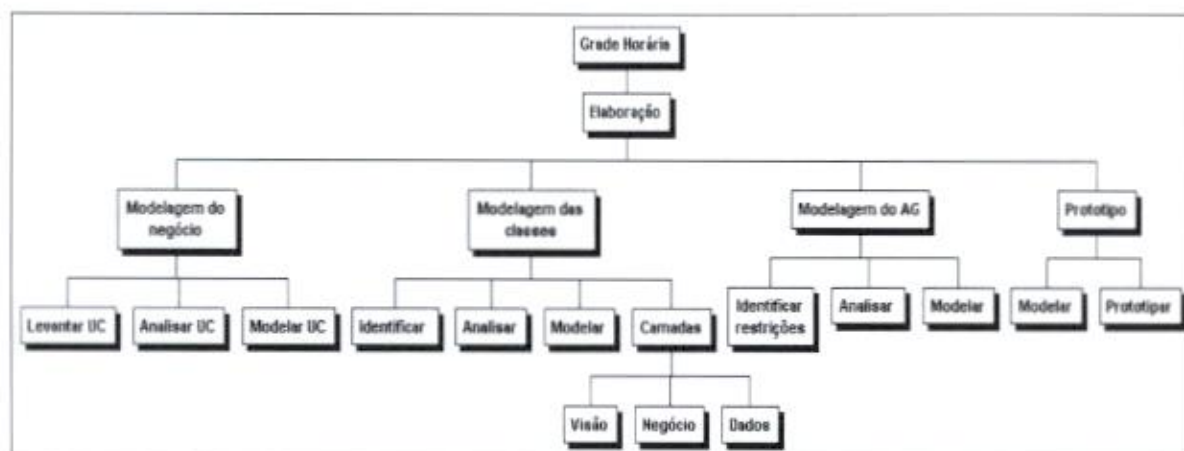 Grade Horária
Elaboração
Modelagem do
negócio
Modelagem das
classes
Modelagem do AG
Prototipo
Levantar UC
Analisar UC
Modelar UC
Identificar
Analisar
Modelar
Camadas
Identificar
restrições
Analisar
Modelar
Modelar
Prototipar
Visão
Negócio
Dados